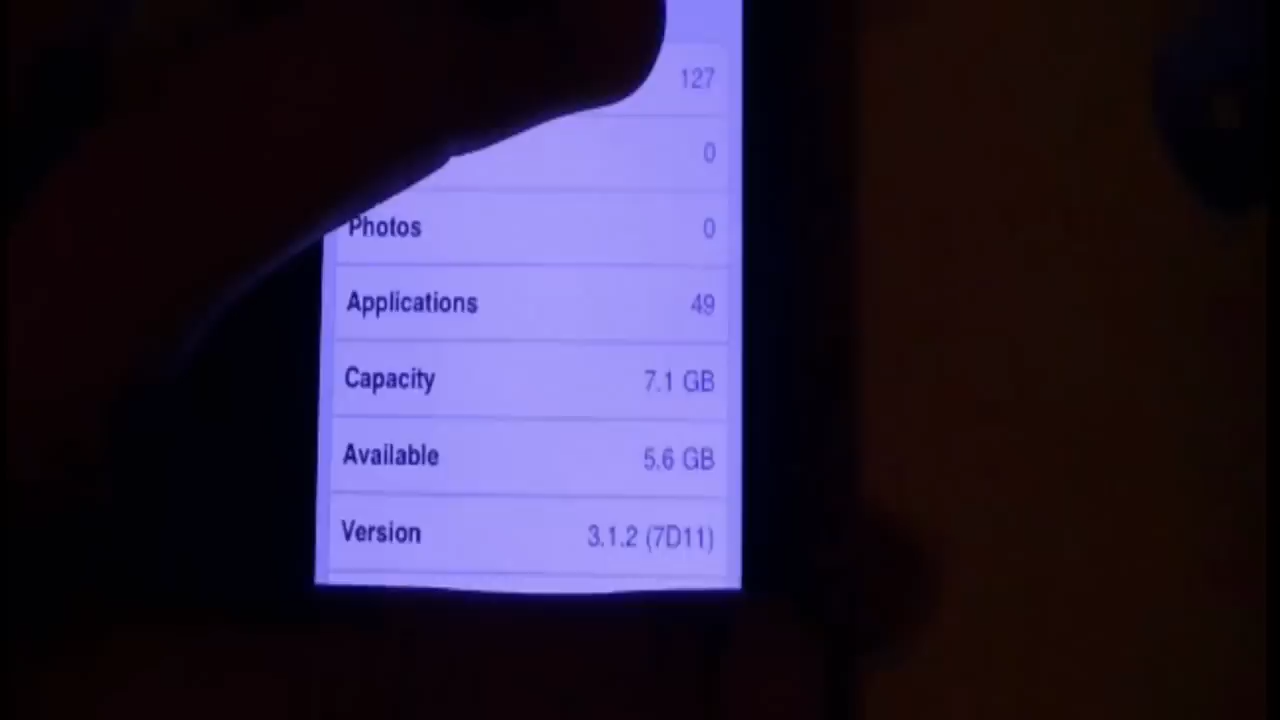 127
0
Photos 0
Applications 49
Capacity 7.1 GB
Available 5.6 GB
Version 3.1.2 (7D11)